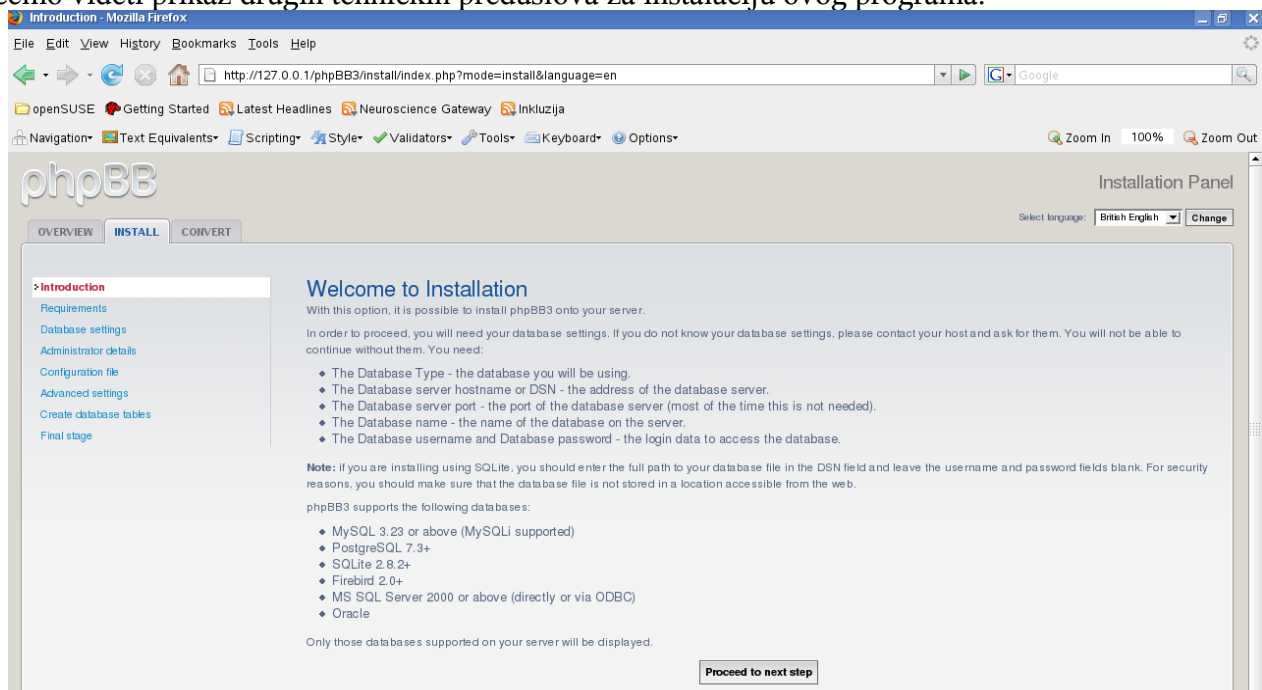 ćemo videti prikaz drugih tehničkih preduslova za instalaciju ovog programa.
Introduction - Mozilla Firefox
File Edit View History Bookmarks Tools Help
http://127.0.0.1/phpBB3/install/index.php?mode=install&language=en
G Google
openSUSE Getting Started Latest Headlines Neuroscience Gateway Inkluzija
Navigation Text Equivalents Scripting Style Validators Tools Keyboard Options Zoom In 100% Zoom Out
phpBB
Installation Panel
Select language: British English Change
OVERVIEW INSTALL CONVERT
Introduction
Requirements
Database settings
Administrator details
Configuration file
Advanced settings
Create database tables
Final stage
Welcome to Installation
With this option, it is possible to install phpBB3 onto your server.
In order to proceed, you will need your database settings. If you do not know your database settings, please contact your host and ask for them. You will not be able to
continue without them. You need:
The Database Type - the database you will be using.
The Database server hostname or DSN - the address of the database server.
The Database server port - the port of the database server (most of the time this is not needed).
The Database name - the name of the database on the server.
The Database username and Database password - the login data to access the database.
Note: if you are installing using SQLite, you should enter the full path to your database file in the DSN field and leave the username and password fields blank. For security
reasons, you should make sure that the database file is not stored in a location accessible from the web.
phpBB3 supports the following databases:
MySQL 3.23 or above (MySQLi supported)
PostgreSQL 7.3+
SQLite 2.8.2+
Firebird 2.0+
MS SQL Server 2000 or above (directly or via ODBC)
Oracle
Only those databases supported on your server will be displayed.
Proceed to next step